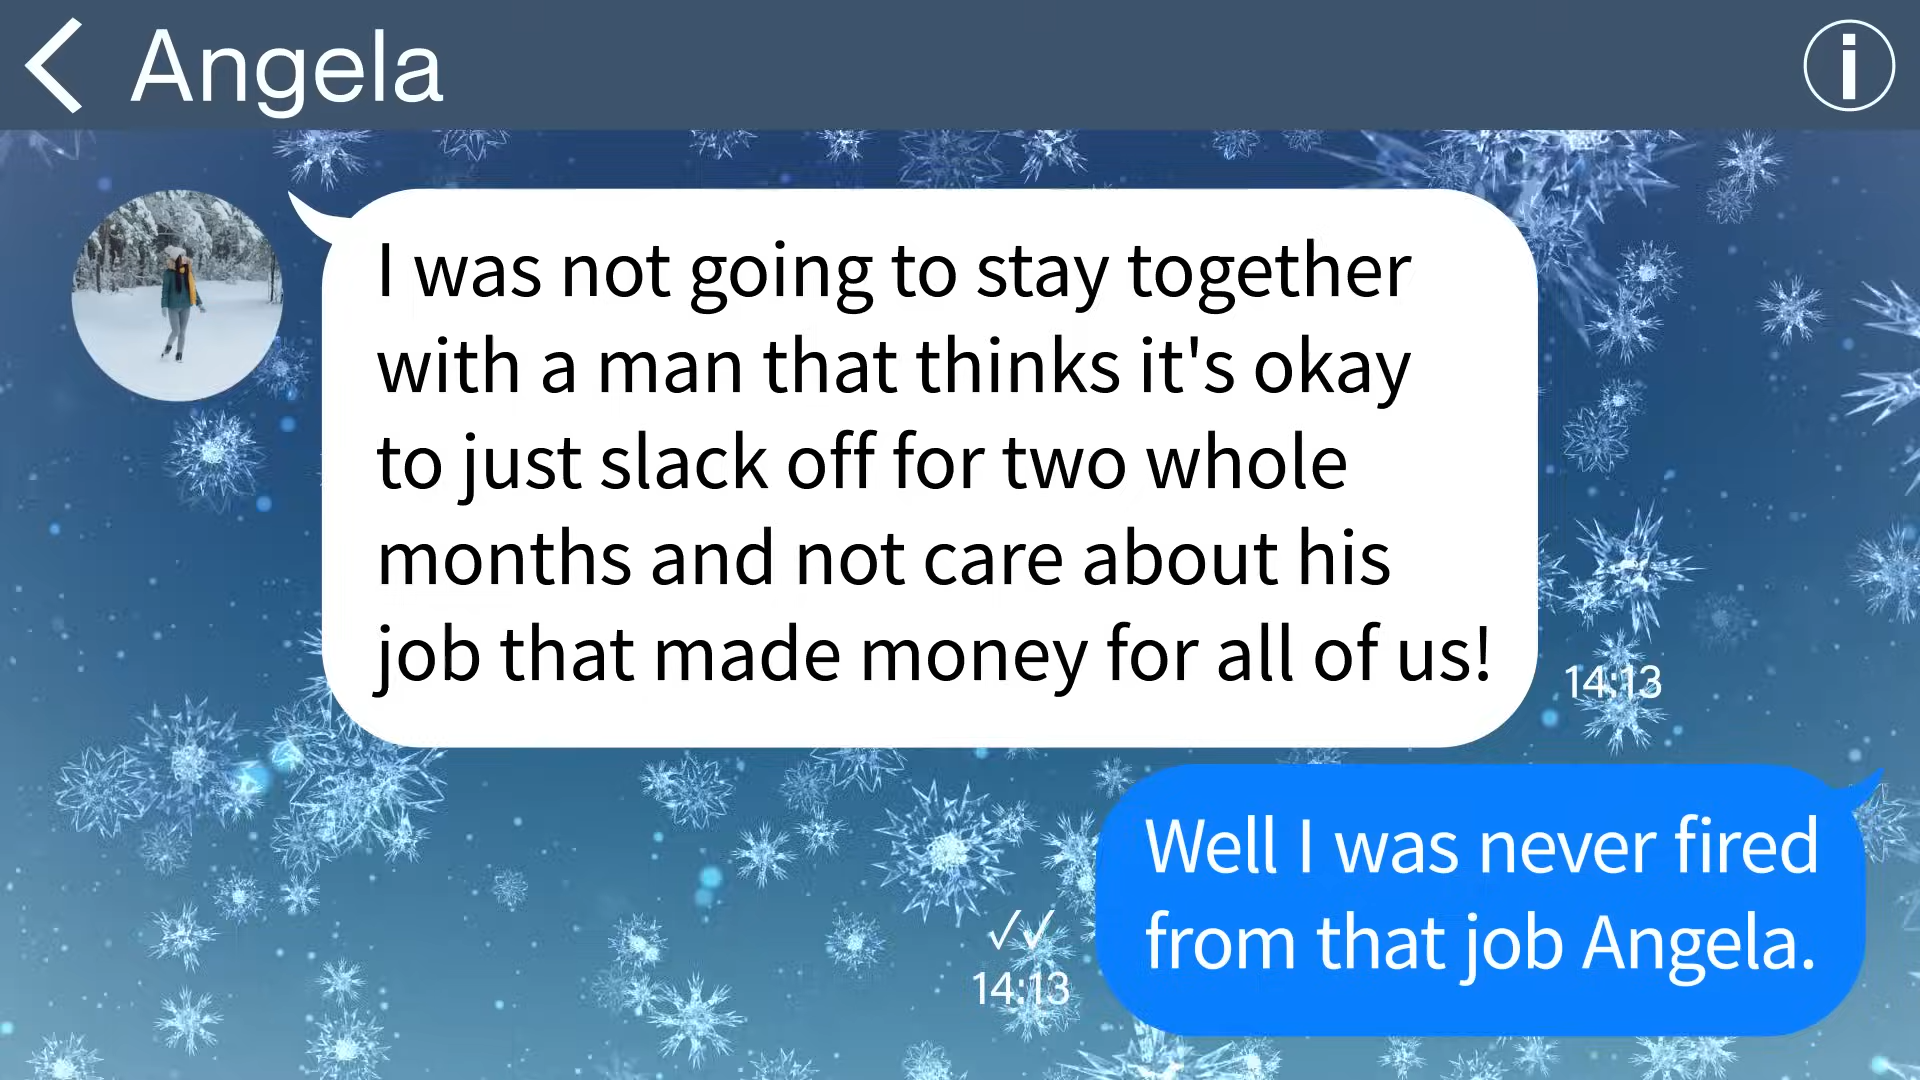 Angela
I was not going to stay together
with a man that thinks it's okay
to just slack off for two whole
months and not care about his
job that made money for all of us!
14:13
Well I was never fired
from that job Angela.
14:13